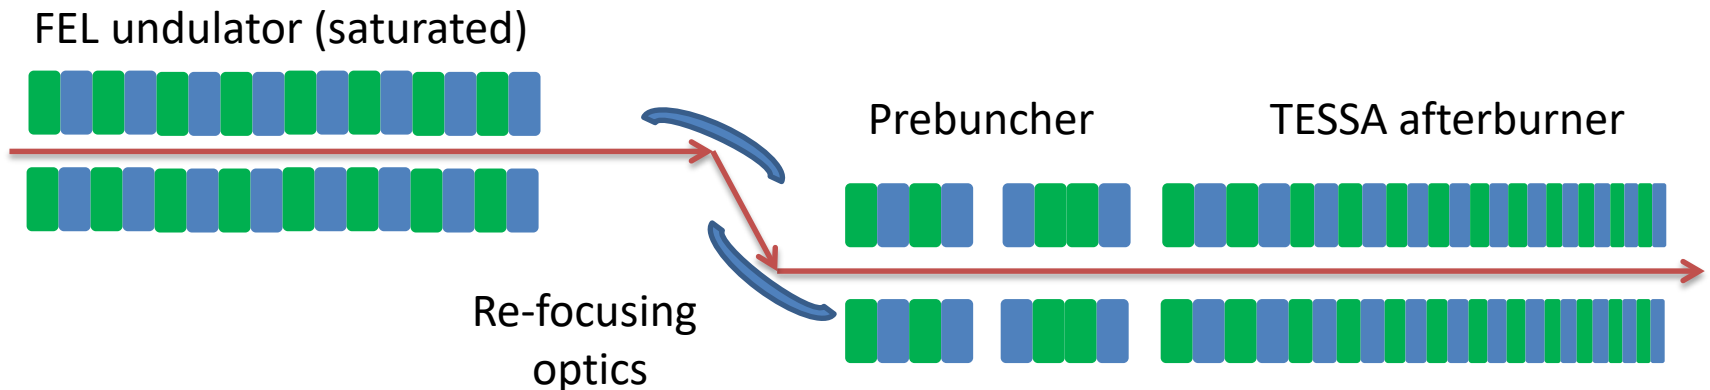 FEL undulator (saturated)
Prebuncher
TESSA afterburner
Re-focusing
optics